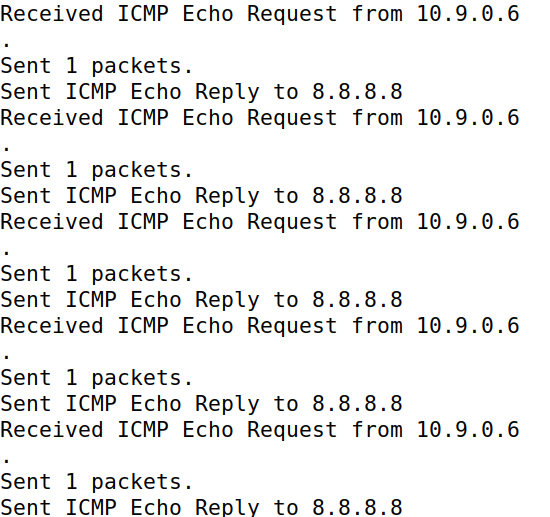 Received ICMP Echo Request from 10.9.0.6
.
Sent 1 packets.
Sent ICMP Echo Reply to 8.8.8.8
Received ICMP Echo Request from 10.9.0.6
.
Sent 1 packets.
Sent ICMP Echo Reply to 8.8.8.8
Received ICMP Echo Request from 10.9.0.6
.
Sent 1 packets.
Sent ICMP Echo Reply to 8.8.8.8
Received ICMP Echo Request from 10.9.0.6
.
Sent 1 packets.
Sent ICMP Echo Reply to 8.8.8.8
Received ICMP Echo Request from 10.9.0.6
.
Sent 1 packets.
Sent ICMP Echo Reply to 8.8.8.8